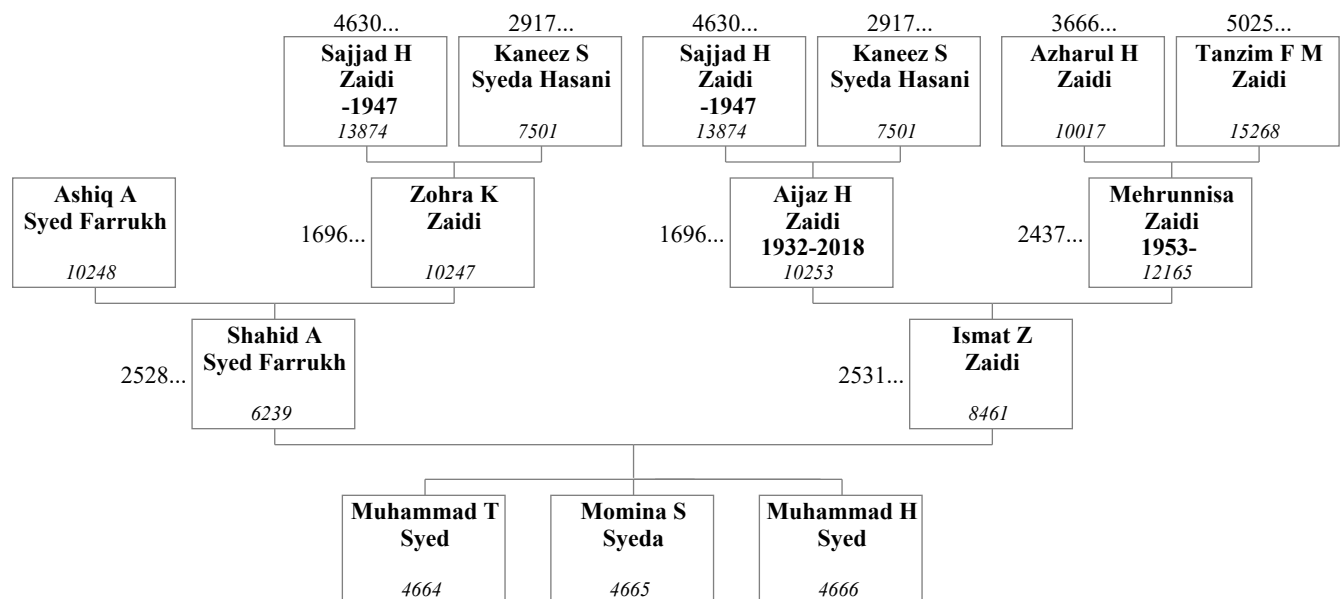 4630... 2917... 4630... 2917... 3666... 5025...
Sajjad H
Zaidi
-1947
13874
Kaneez S
Syeda Hasani
7501
Sajjad H
Zaidi
-1947
13874
Kaneez S
Syeda Hasani
7501
Azharul H
Zaidi
10017
Tanzim F M
Zaidi
15268
Ashiq A
Syed Farrukh
10248
1696...
Zohra K
Zaidi
10247
1696...
Aijaz H
Zaidi
1932-2018
10253
2437...
Mehrunnisa
Zaidi
1953-
12165
2528...
Shahid A
Syed Farrukh
6239
2531...
Ismat Z
Zaidi
8461
Muhammad T
Syed
4664
Momina S
Syeda
4665
Muhammad H
Syed
4666